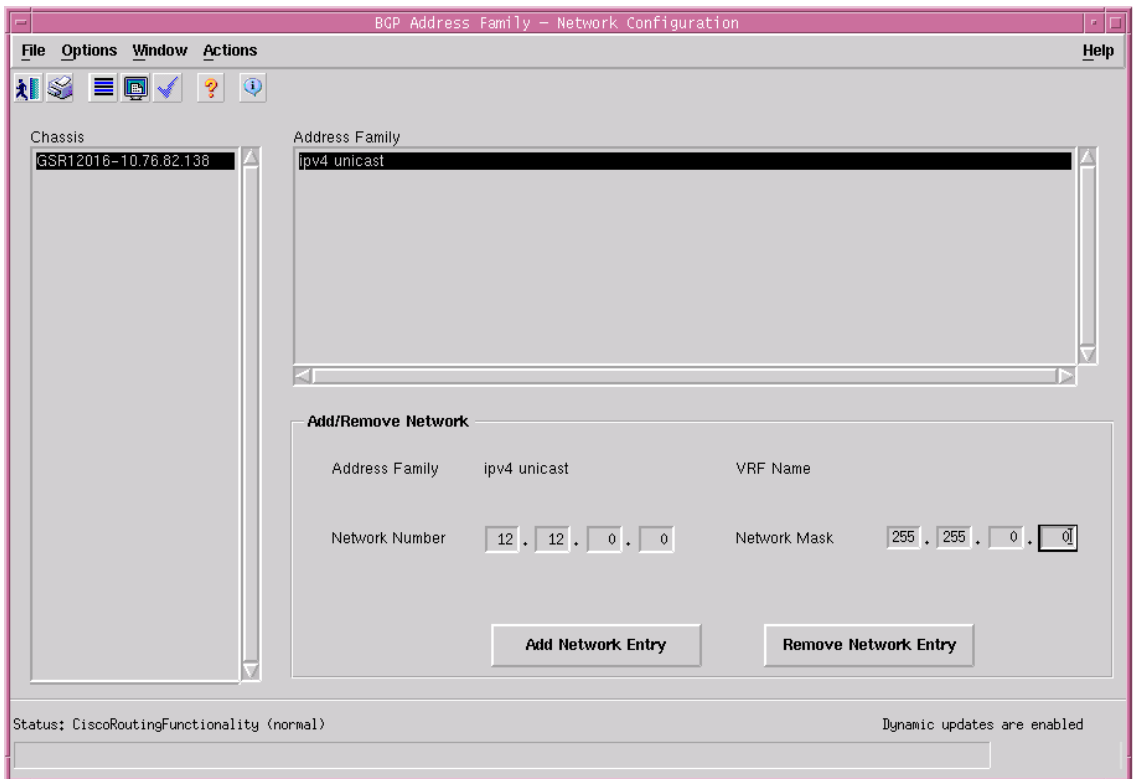 BGP Address Family – Network Configuration
File Options Window Actions Help
Chassis
GSR12016-10.76.82.138
Address Family
ipv4 unicast
Add/Remove Network
Address Family ipv4 unicast VRF Name
Network Number 12 . 12 . 0 . 0 Network Mask 255 . 255 . 0 . 0
Add Network Entry Remove Network Entry
Status: CiscoRoutingFunctionality (normal) Dynamic updates are enabled